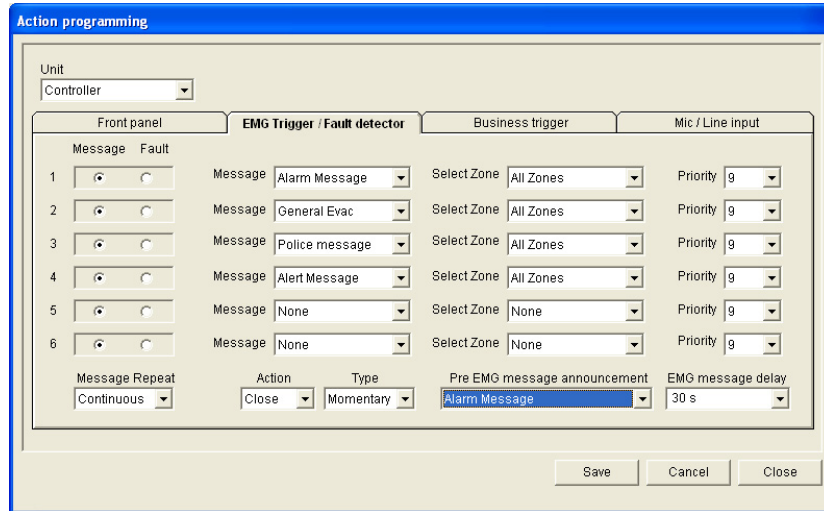 Action programming
Unit
Controller
Front panel EMG Trigger / Fault detector Business trigger Mic / Line input
Message Fault
1 Message Alarm Message Select Zone All Zones Priority 9
2 Message General Evac Select Zone All Zones Priority 9
3 Message Police message Select Zone All Zones Priority 9
4 Message Alert Message Select Zone All Zones Priority 9
5 Message None Select Zone None Priority 9
6 Message None Select Zone None Priority 9
Message Repeat Action Type Pre EMG message announcement EMG message delay
Continuous Close Momentary Alarm Message 30 s
Save Cancel Close